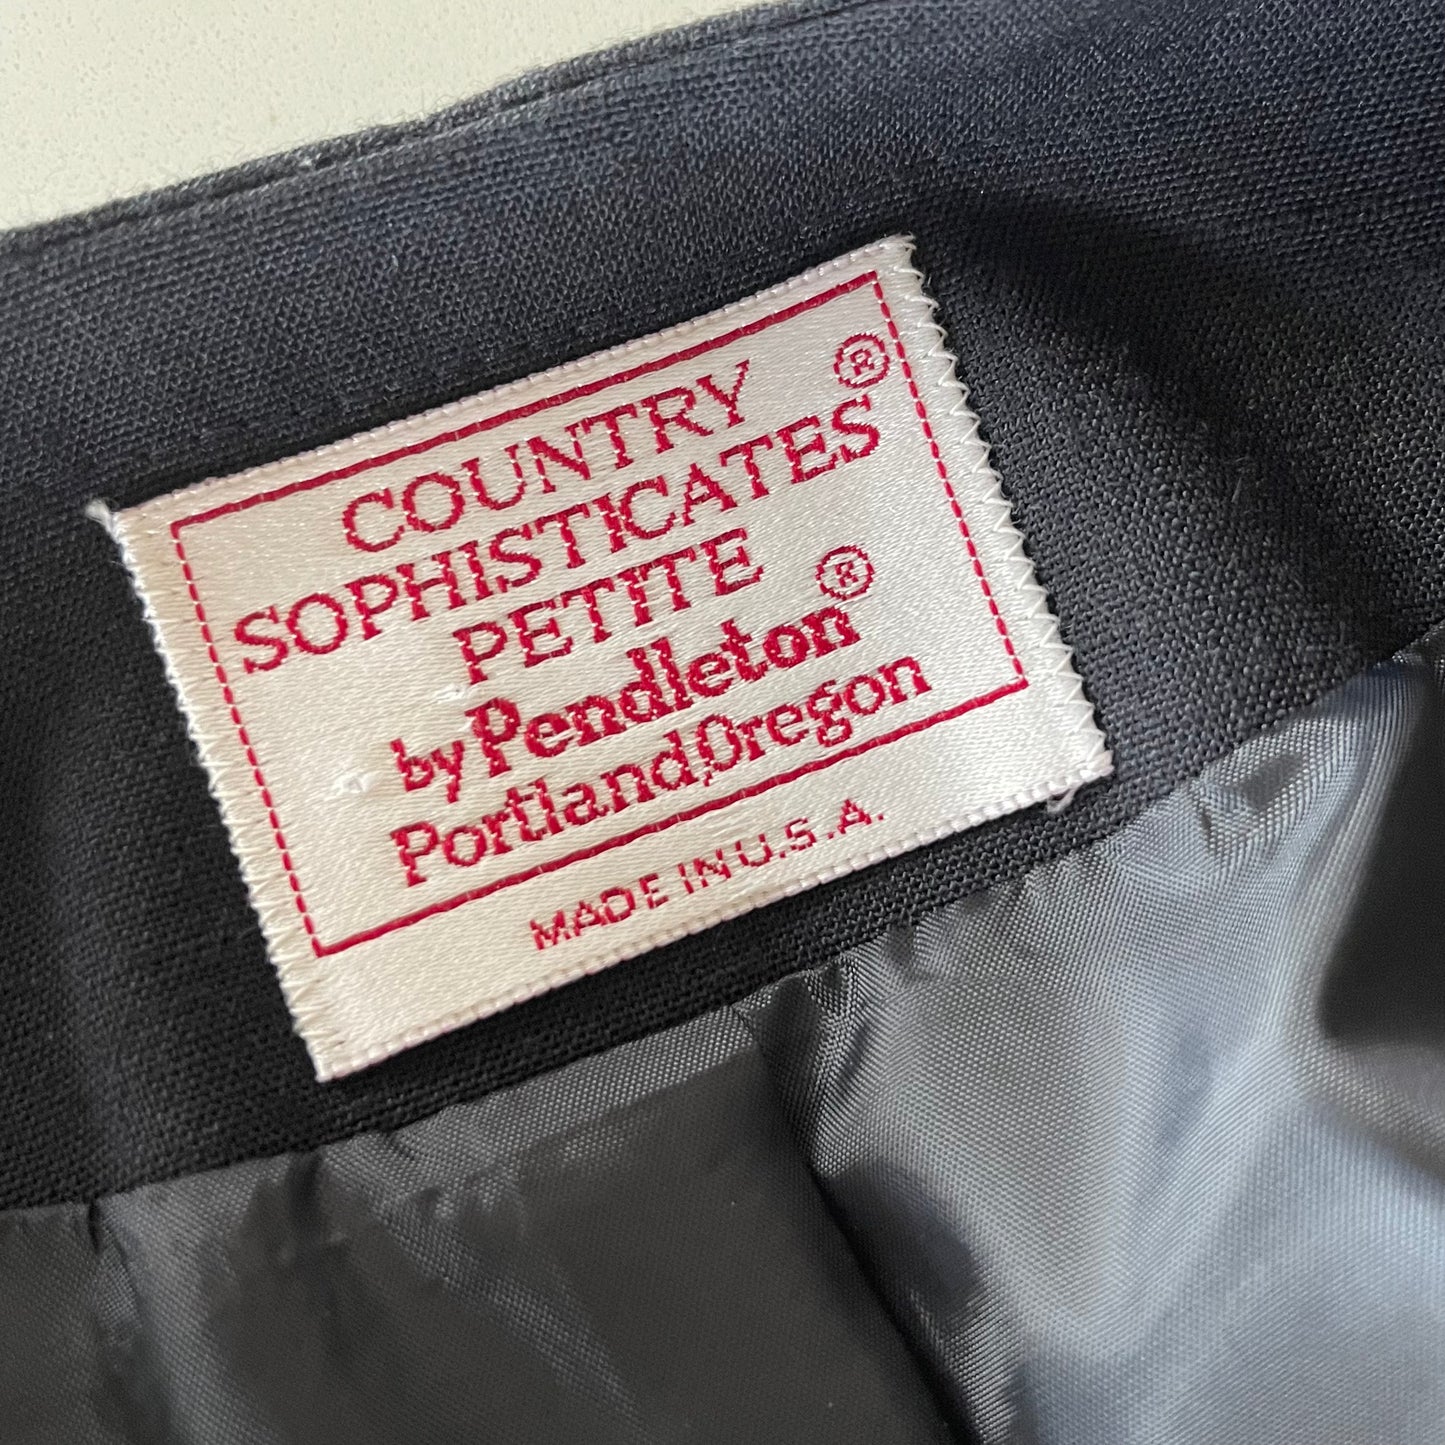 COUNTRY
SOPHISTICATES®
PETITE
by Pendleton®
Portland, Oregon
MADE IN U.S.A.